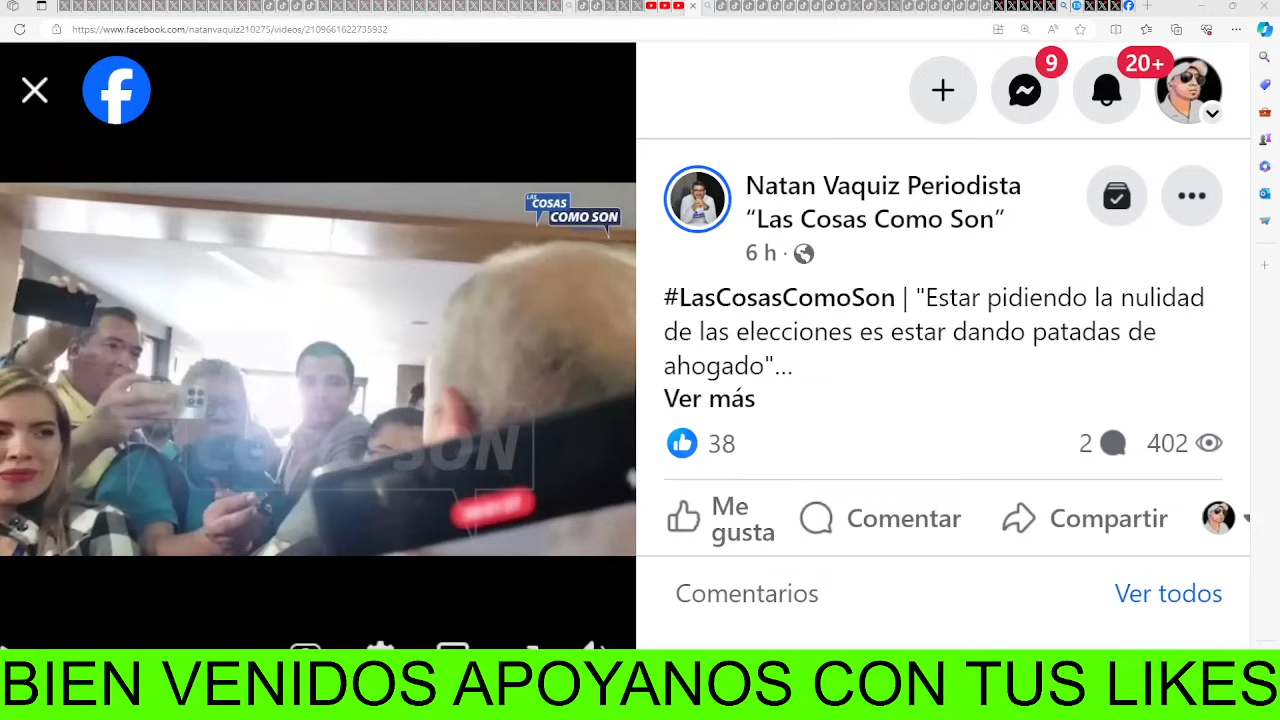 https://www.facebook.com/natanvaquiz210275/videos/2109661622735932
9
20+
LAS
COSAS
COMO SON
COMO SON
Natan Vaquiz Periodista
“Las Cosas Como Son”
6 h ·
#LasCosasComoSon | "Estar pidiendo la nulidad
de las elecciones es estar dando patadas de
ahogado"...
Ver más
38
2
402
Me
gusta
Comentar
Compartir
Comentarios
Ver todos
BIEN VENIDOS APOYANOS CON TUS LIKES